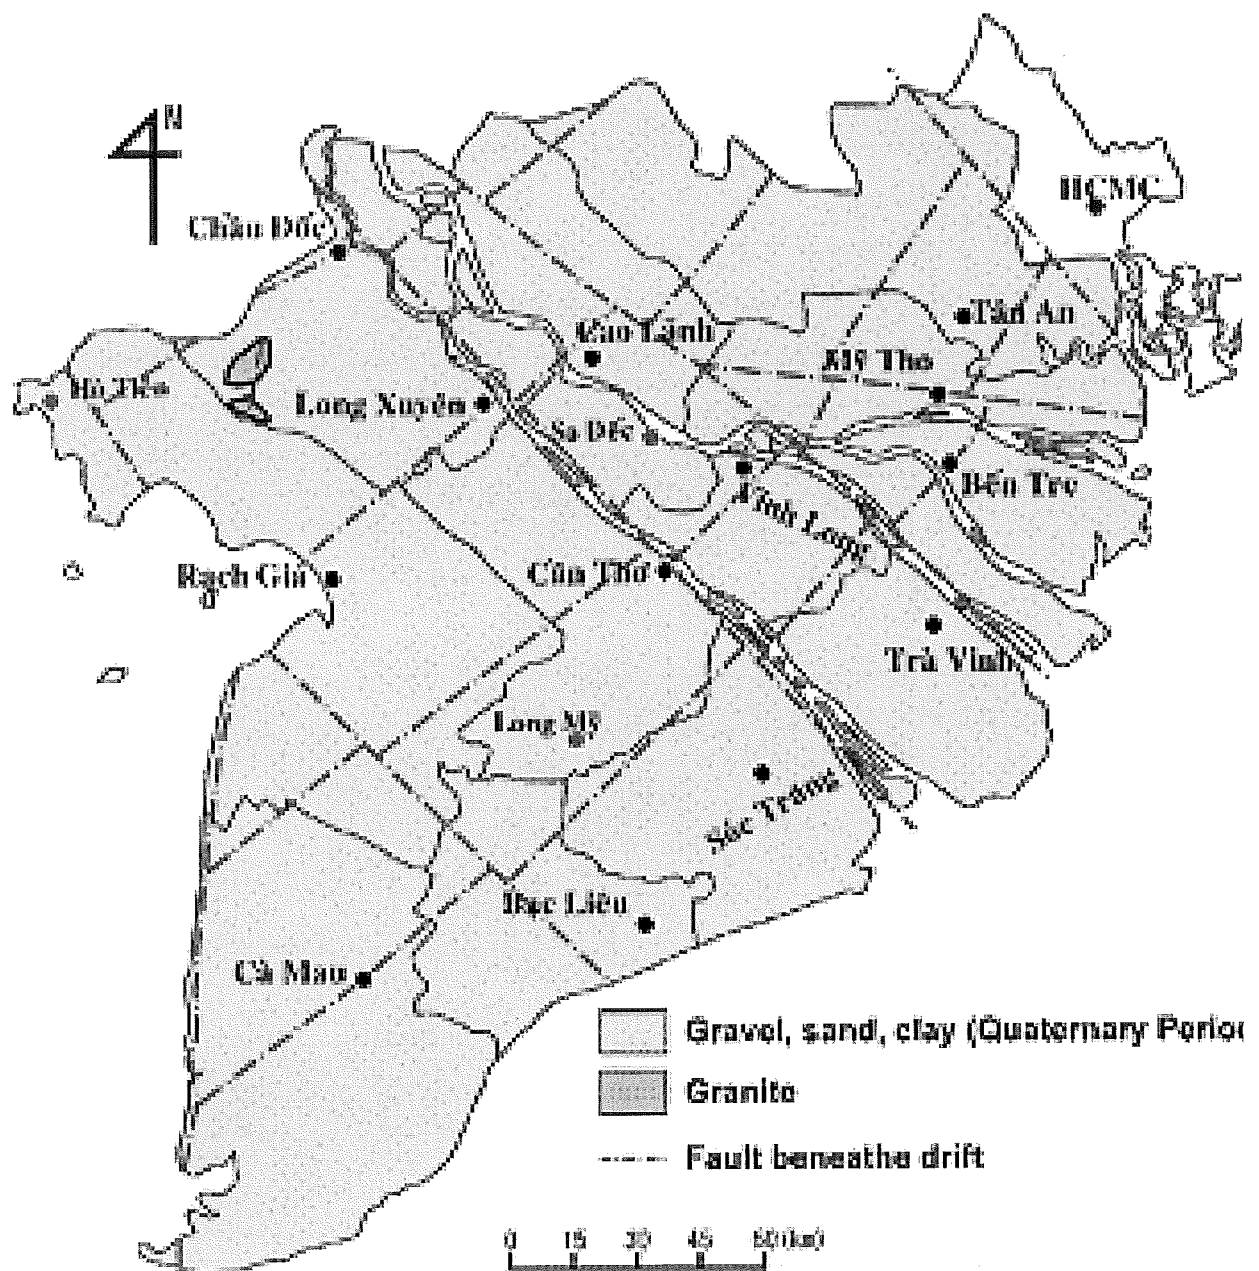 N
HCMC
Châu Đốc
Tân An
Cao Lãnh
Mỹ Tho
Hà Tiên
Long Xuyên
Sa Đéc
Bến Tre
Vĩnh Long
Rạch Giá
Cần Thơ
Trà Vinh
Long Mỹ
Sóc Trăng
Bạc Liêu
Cà Mau
Gravel, sand, clay (Quaternary Perio
Granite
Fault beneathe drift
0 15 30 45 60(km)